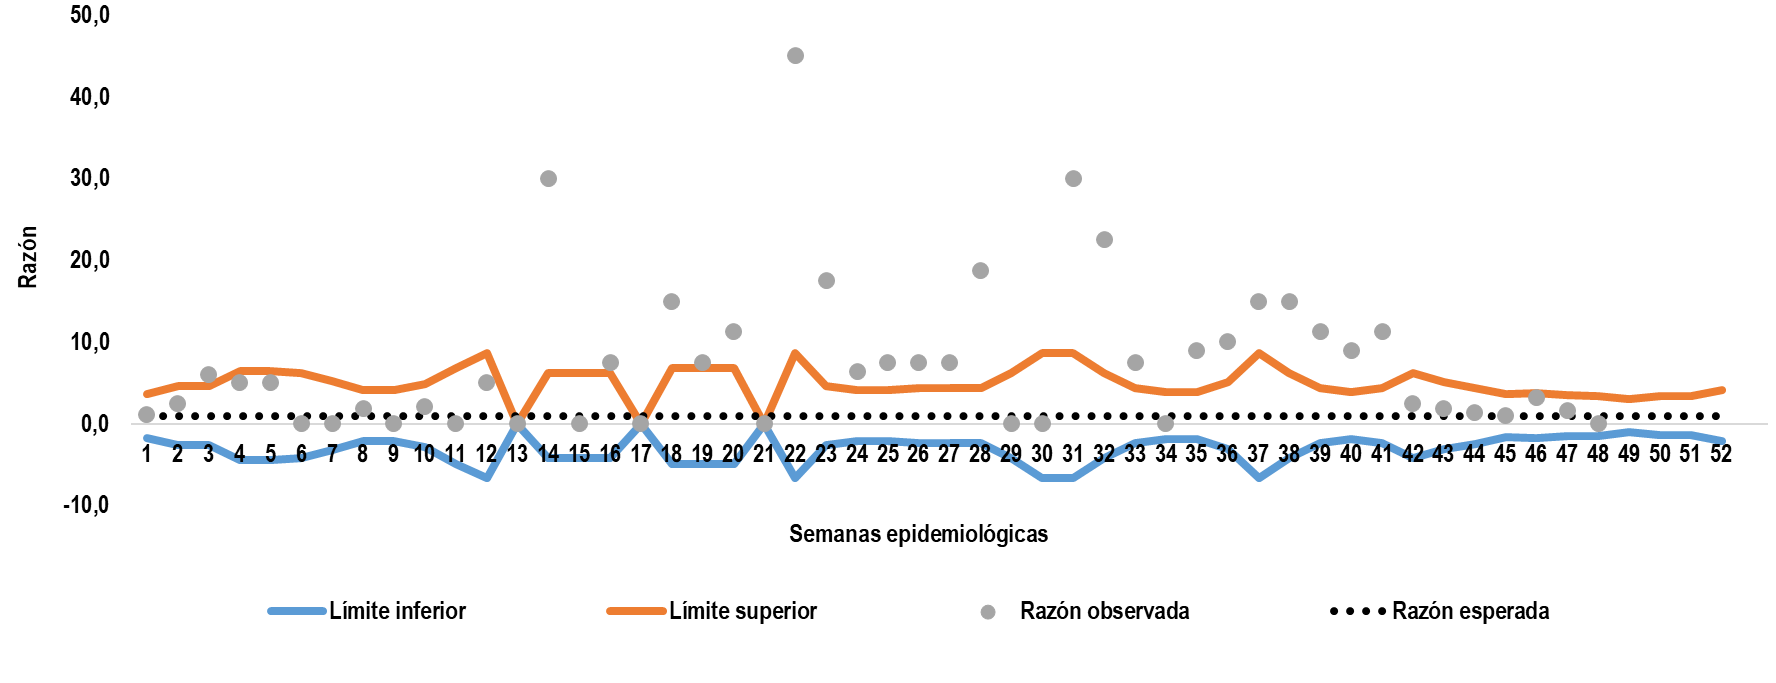 50,0
40,0
30,0
20,0
10,0
0,0
-10,0
Razón
1 2 3 4 5 6 7 8 9 10 11 12 13 14 15 16 17 18 19 20 21 22 23 24 25 26 27 28 29 30 31 32 33 34 35 36 37 38 39 40 41 42 43 44 45 46 47 48 49 50 51 52
Semanas epidemiológicas
Límite inferior Límite superior Razón observada Razón esperada